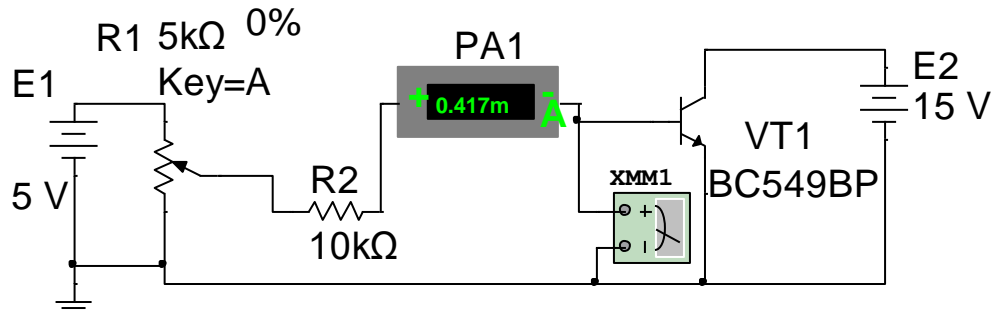 R1 5kΩ 0%
Key=A
PA1
E1
+ 0.417m - A
E2
15 V
5 V
R2
10kΩ
XMM1
+
-
VT1
BC549BP